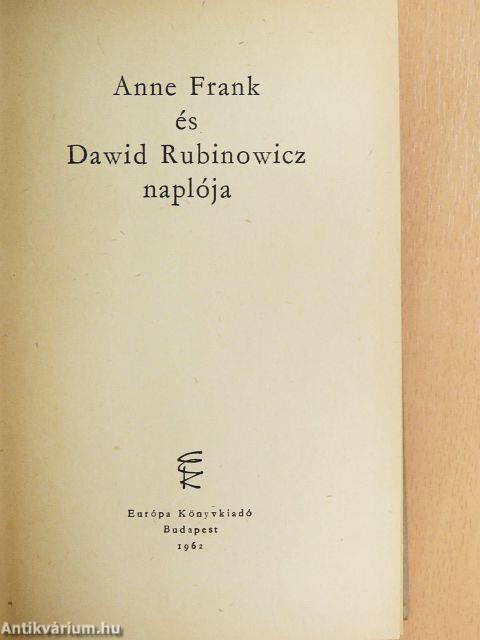 Anne Frank
és
Dawid Rubinowicz
naplója
Európa Könyvkiadó
Budapest
1962
Antikvárium.hu